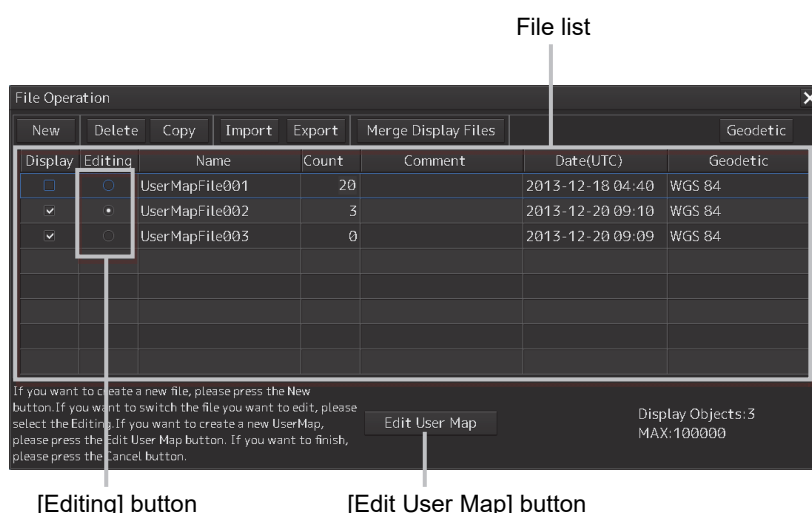 File list
File Operation
New Delete Copy Import Export Merge Display Files Geodetic
Display Editing Name Count Comment Date(UTC) Geodetic
UserMapFile001 20 2013-12-18 04:40 WGS 84
UserMapFile002 3 2013-12-20 09:10 WGS 84
UserMapFile003 0 2013-12-20 09:09 WGS 84
If you want to create a new file, please press the New
button.If you want to switch the file you want to edit, please
select the Editing.If you want to create a new UserMap,
please press the Edit User Map button. If you want to finish,
please press the Cancel button.
Edit User Map
Display Objects:3
MAX:100000
[Editing] button [Edit User Map] button